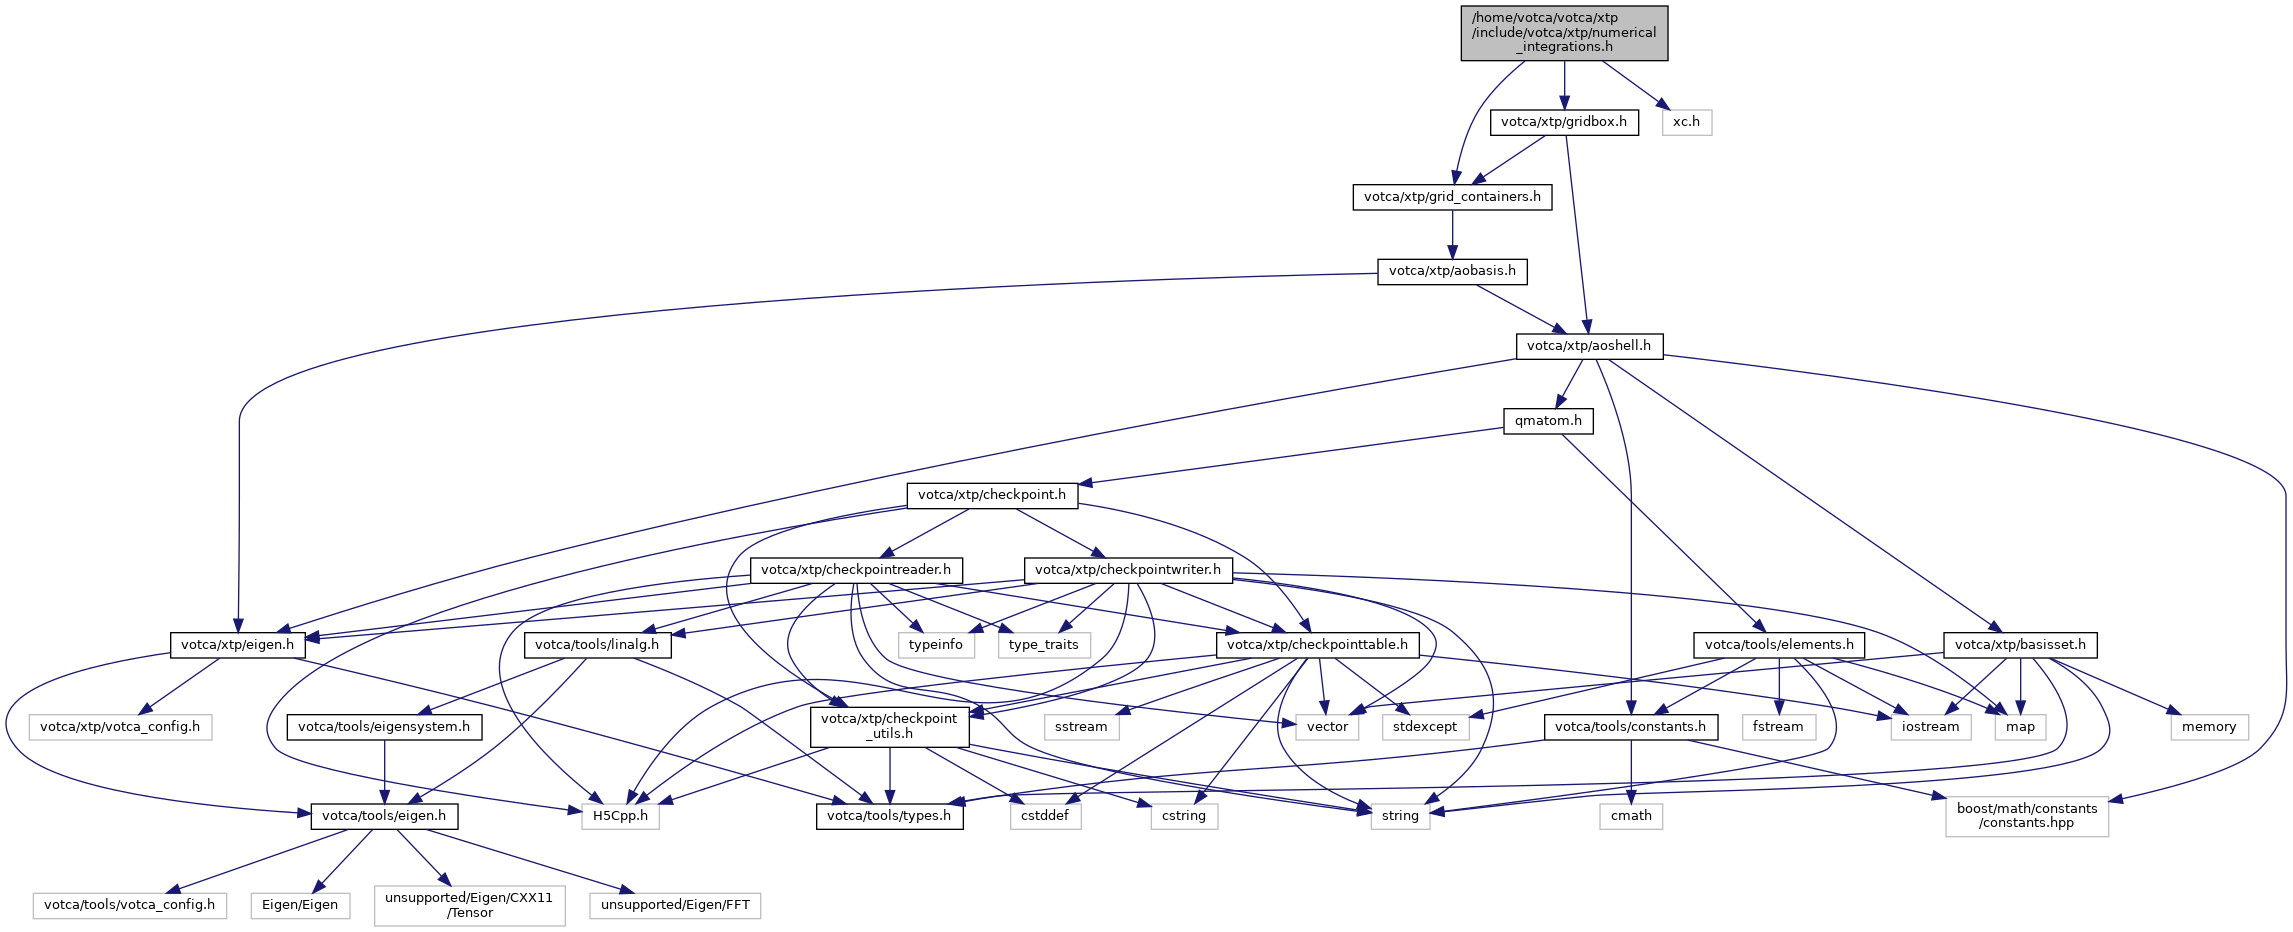 /home/votca/votca/xtp
/include/votca/xtp/numerical
_integrations.h
votca/xtp/gridbox.h
xc.h
votca/xtp/grid_containers.h
votca/xtp/aobasis.h
votca/xtp/aoshell.h
qmatom.h
votca/xtp/checkpoint.h
votca/xtp/checkpointreader.h
votca/xtp/checkpointwriter.h
votca/xtp/eigen.h
votca/tools/linalg.h
typeinfo
type_traits
votca/xtp/checkpointtable.h
votca/tools/elements.h
votca/xtp/basisset.h
votca/xtp/votca_config.h
votca/tools/eigensystem.h
votca/xtp/checkpoint
_utils.h
sstream
vector
stdexcept
votca/tools/constants.h
fstream
iostream
map
memory
votca/tools/eigen.h
H5Cpp.h
votca/tools/types.h
cstddef
cstring
string
cmath
boost/math/constants
/constants.hpp
votca/tools/votca_config.h
Eigen/Eigen
unsupported/Eigen/CXX11
/Tensor
unsupported/Eigen/FFT